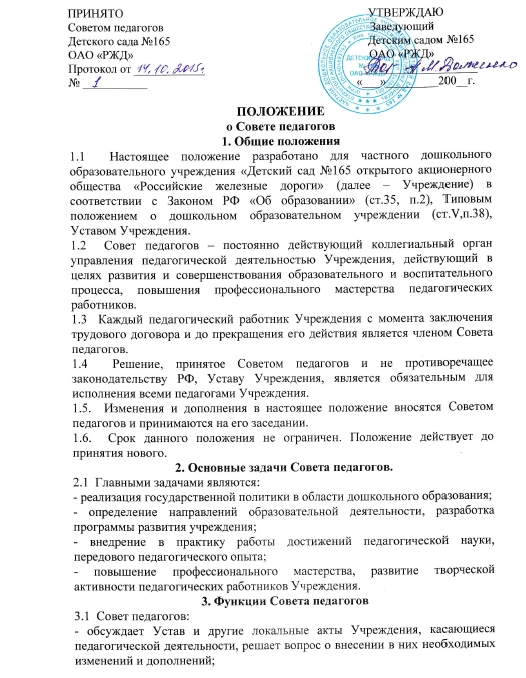 ПРИНЯТО УТВЕРЖДАЮ
Советом педагогов Заведующий
Детского сада №165 Детским садом №165
ОАО «РЖД» ОАО «РЖД»
Протокол от 14.10.2015г
№ 1 «___»__________200__г.
ПОЛОЖЕНИЕ
о Совете педагогов
1. Общие положения
1.1 Настоящее положение разработано для частного дошкольного
образовательного учреждения «Детский сад №165 открытого акционерного
общества «Российские железные дороги» (далее – Учреждение) в
соответствии с Законом РФ «Об образовании» (ст.35, п.2), Типовым
положением о дошкольном образовательном учреждении (ст.V,п.38),
Уставом Учреждения.
1.2 Совет педагогов – постоянно действующий коллегиальный орган
управления педагогической деятельностью Учреждения, действующий в
целях развития и совершенствования образовательного и воспитательного
процесса, повышения профессионального мастерства педагогических
работников.
1.3 Каждый педагогический работник Учреждения с момента заключения
трудового договора и до прекращения его действия является членом Совета
педагогов.
1.4 Решение, принятое Советом педагогов и не противоречащее
законодательству РФ, Уставу Учреждения, является обязательным для
исполнения всеми педагогами Учреждения.
1.5. Изменения и дополнения в настоящее положение вносятся Советом
педагогов и принимаются на его заседании.
1.6. Срок данного положения не ограничен. Положение действует до
принятия нового.
2. Основные задачи Совета педагогов.
2.1 Главными задачами являются:
- реализация государственной политики в области дошкольного образования;
- определение направлений образовательной деятельности, разработка
программы развития учреждения;
- внедрение в практику работы достижений педагогической науки,
передового педагогического опыта;
- повышение профессионального мастерства, развитие творческой
активности педагогических работников Учреждения.
3. Функции Совета педагогов
3.1 Совет педагогов:
- обсуждает Устав и другие локальные акты Учреждения, касающиеся
педагогической деятельности, решает вопрос о внесении в них необходимых
изменений и дополнений;